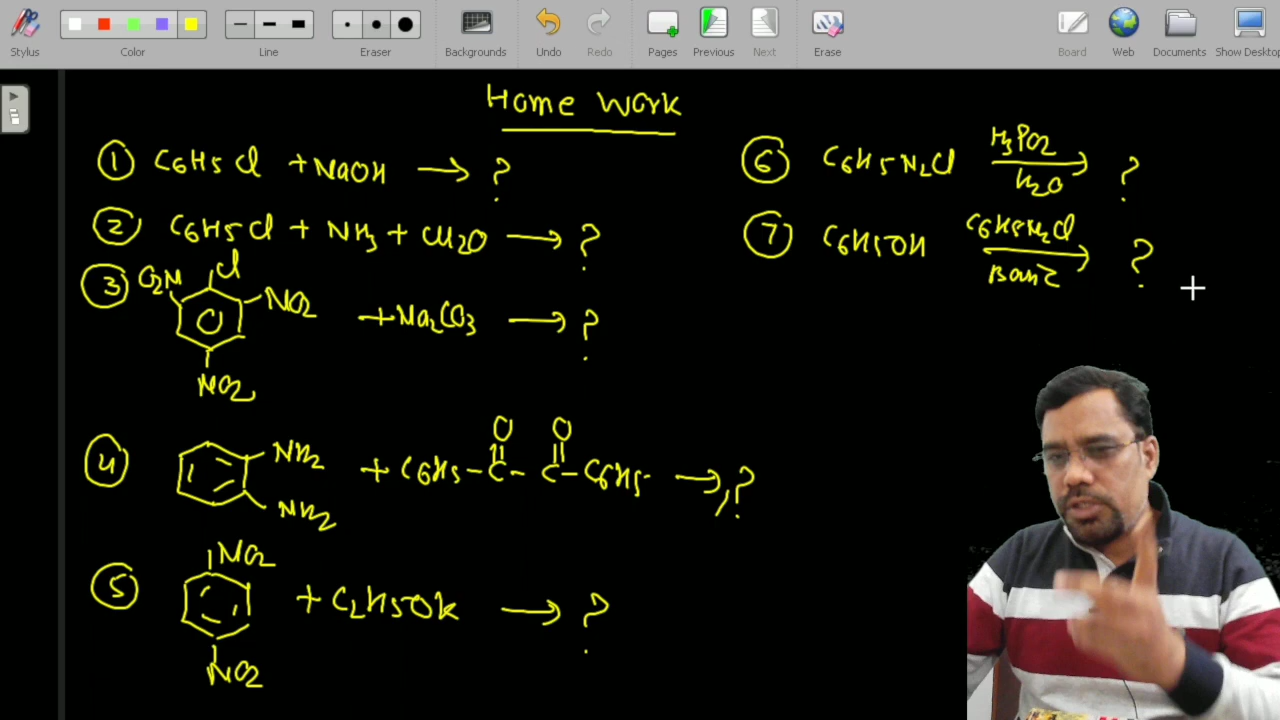 Stylus
Color
Line
Eraser
Backgrounds
Undo
Redo
Pages
Previous
Next
Erase
Board
Web
Documents
Show Deskto
Home Work
① C6H5Cl + NaOH → ?
② C6H5Cl + NH3 + Cu2O → ?
③ O2N Cl NO2 NO2 + Na2CO3 → ?
④ NH2 NH2 + C6H5-C-C-C6H5 → ?
O O
⑤ NO2 NO2 + C2H5OK → ?
⑥ C6H5N2Cl H3PO2 H2O → ?
⑦ C6H5OH C6H5N2Cl → ?